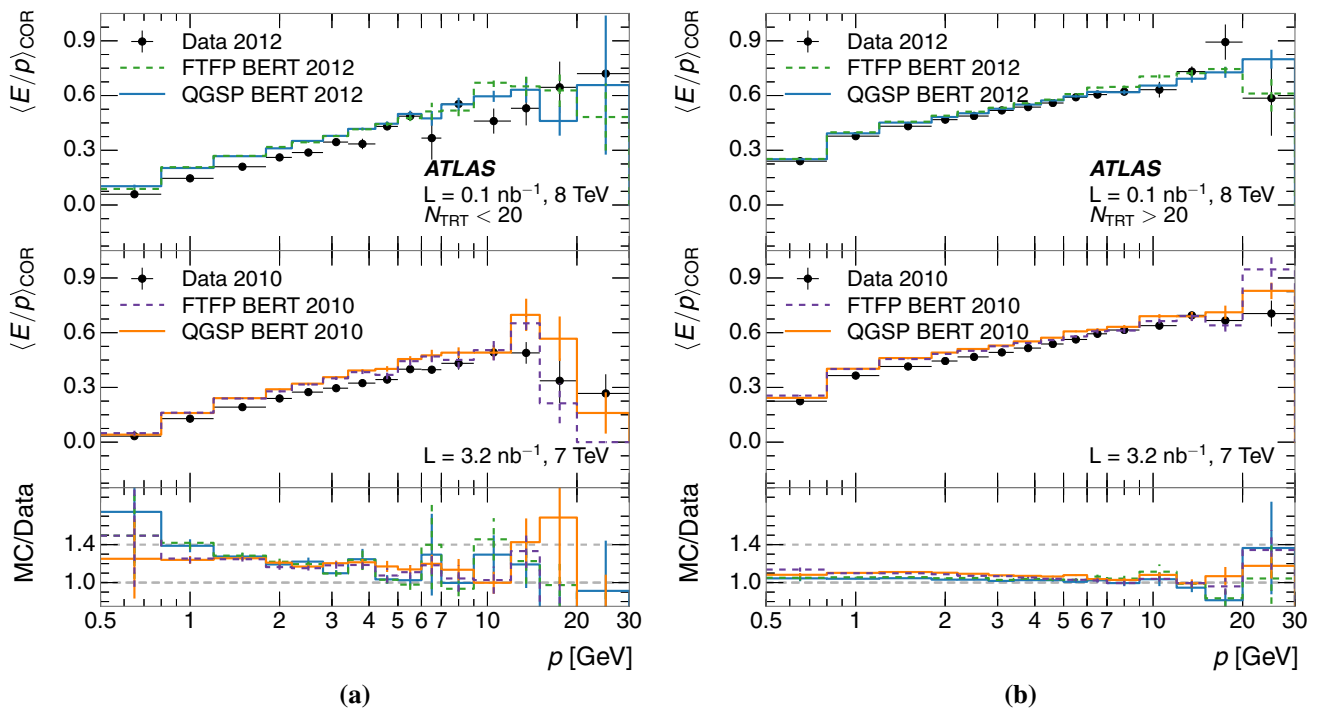 ⟨E/p⟩COR
0.9
0.6
0.3
0.0
Data 2012
FTFP BERT 2012
QGSP BERT 2012
ATLAS
L = 0.1 nb⁻¹, 8 TeV
N_TRT < 20
⟨E/p⟩COR
0.9
0.6
0.3
0.0
Data 2010
FTFP BERT 2010
QGSP BERT 2010
L = 3.2 nb⁻¹, 7 TeV
MC/Data
1.4
1.0
0.5 1 2 3 4 5 6 7 10 20 30
p [GeV]
(a)
⟨E/p⟩COR
0.9
0.6
0.3
0.0
Data 2012
FTFP BERT 2012
QGSP BERT 2012
ATLAS
L = 0.1 nb⁻¹, 8 TeV
N_TRT > 20
⟨E/p⟩COR
0.9
0.6
0.3
0.0
Data 2010
FTFP BERT 2010
QGSP BERT 2010
L = 3.2 nb⁻¹, 7 TeV
MC/Data
1.4
1.0
0.5 1 2 3 4 5 6 7 10 20 30
p [GeV]
(b)